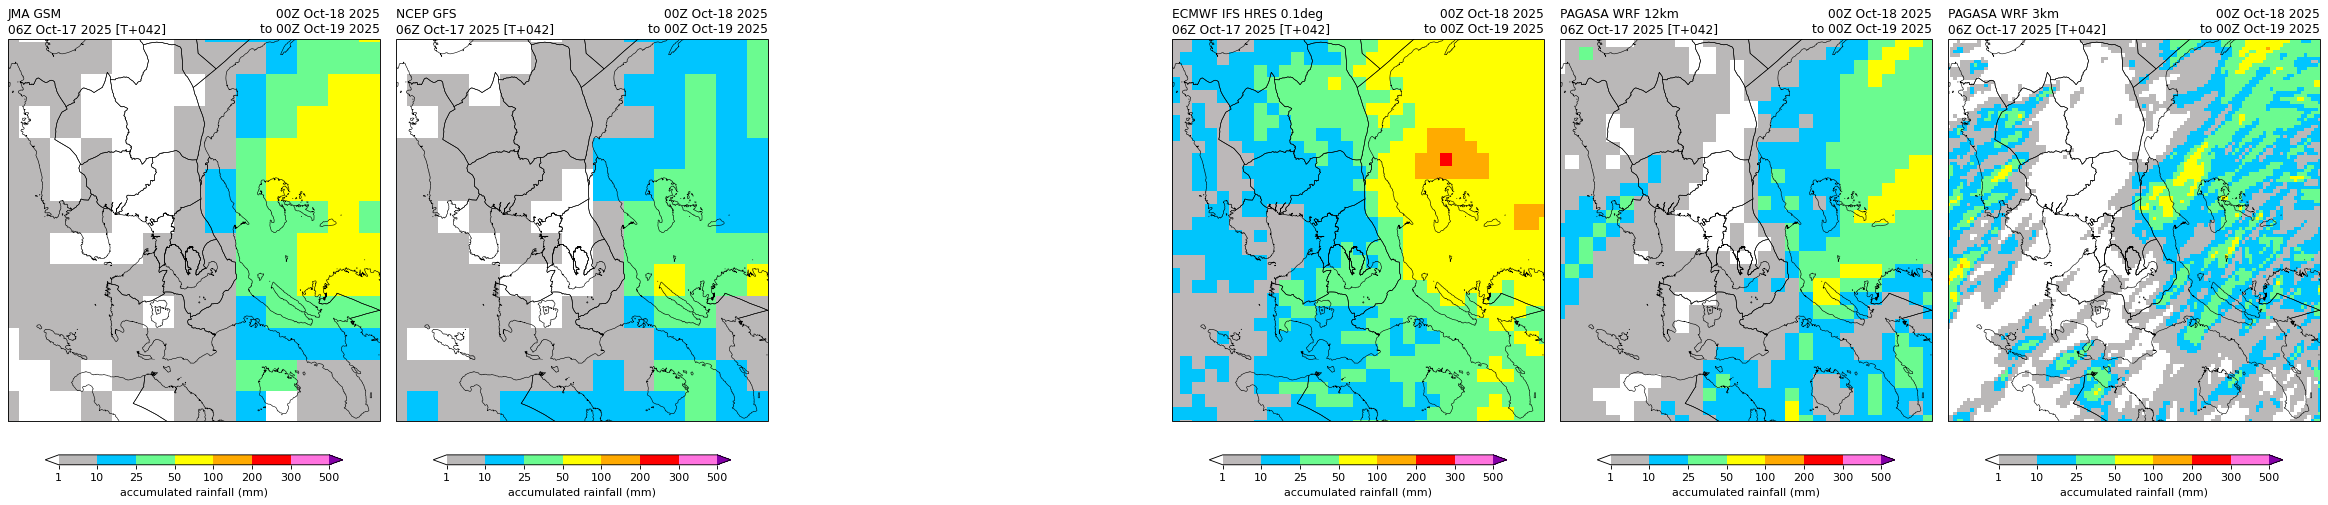 JMA GSM 00Z Oct-18 2025
06Z Oct-17 2025 [T+042] to 00Z Oct-19 2025
1 10 25 50 100 200 300 500
accumulated rainfall (mm)
NCEP GFS 00Z Oct-18 2025
06Z Oct-17 2025 [T+042] to 00Z Oct-19 2025
1 10 25 50 100 200 300 500
accumulated rainfall (mm)
ECMWF IFS HRES 0.1deg 00Z Oct-18 2025
06Z Oct-17 2025 [T+042] to 00Z Oct-19 2025
1 10 25 50 100 200 300 500
accumulated rainfall (mm)
PAGASA WRF 12km 00Z Oct-18 2025
06Z Oct-17 2025 [T+042] to 00Z Oct-19 2025
1 10 25 50 100 200 300 500
accumulated rainfall (mm)
PAGASA WRF 3km 00Z Oct-18 2025
06Z Oct-17 2025 [T+042] to 00Z Oct-19 2025
1 10 25 50 100 200 300 500
accumulated rainfall (mm)